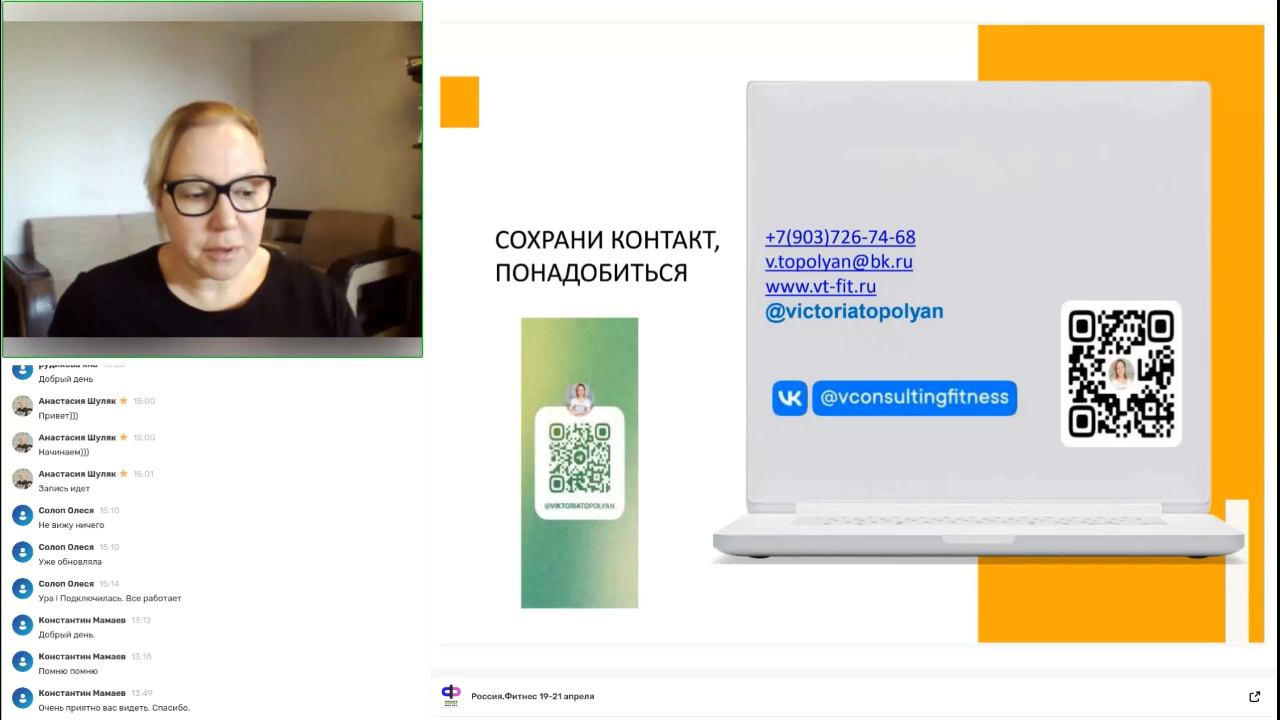 СОХРАНИ КОНТАКТ,
ПОНАДОБИТЬСЯ
+7(903)726-74-68
v.topolyan@bk.ru
www.vt-fit.ru
@victoriatopolyan
@vconsultingfitness
@VIKTORIATOPOLYAN
Добрый день
Анастасия Шуляк 15:00
Привет)))
Анастасия Шуляк 15:00
Начинаем)))
Анастасия Шуляк 15:01
Запись идет
Солоп Олеся 15:10
Не вижу ничего
Солоп Олеся 15:10
Уже обновляла
Солоп Олеся 15:14
Ура ! Подключилась. Все работает
Константин Мамаев 13:12
Добрый день.
Константин Мамаев 13:18
Помню помню
Константин Мамаев 13:49
Очень приятно вас видеть. Спасибо.
Россия.Фитнес 19-21 апреля